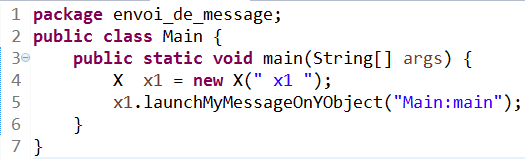 1 package envoi_de_message;
2 public class Main {
3 public static void main(String[] args) {
4 X x1 = new X(" x1 ");
5 x1.launchMyMessageOnYObject("Main:main");
6 }
7 }